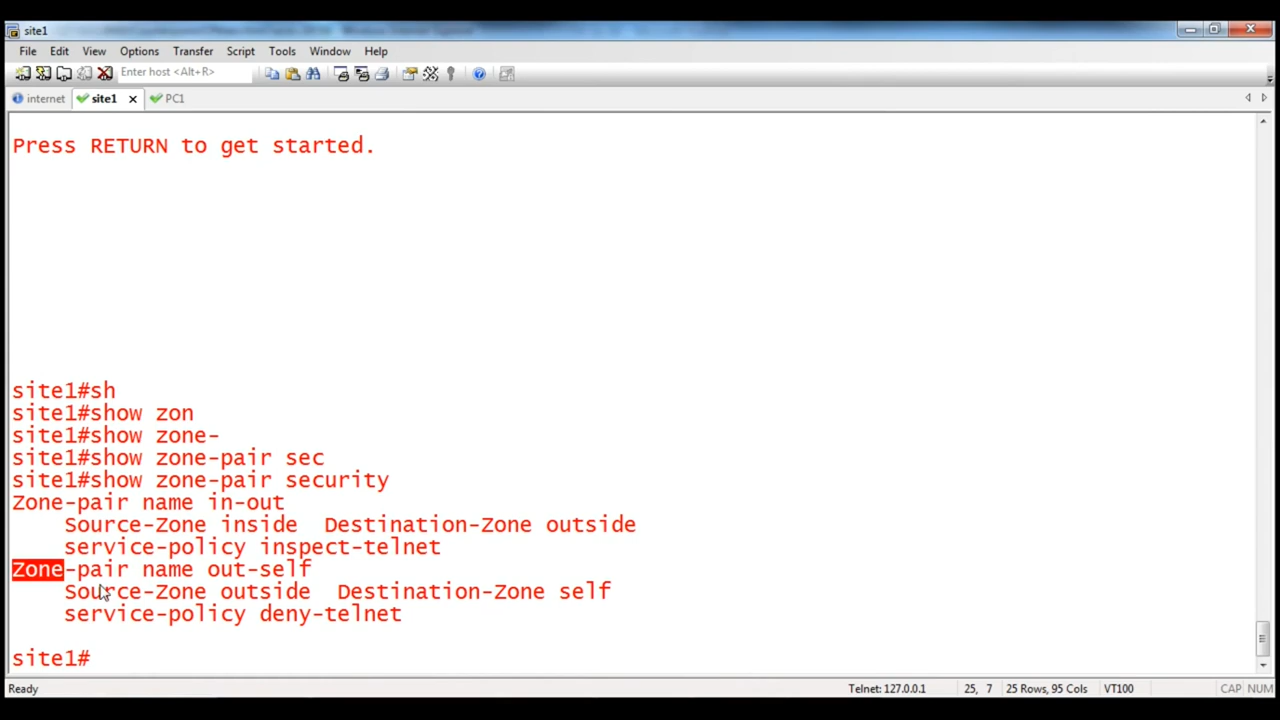 site1
File Edit View Options Transfer Script Tools Window Help
Enter host <Alt+R>
internet site1 PC1
Press RETURN to get started.
site1#sh
site1#show zon
site1#show zone-
site1#show zone-pair sec
site1#show zone-pair security
Zone-pair name in-out
Source-Zone inside Destination-Zone outside
service-policy inspect-telnet
Zone-pair name out-self
Source-Zone outside Destination-Zone self
service-policy deny-telnet
site1#
Ready Telnet: 127.0.0.1 25, 7 25 Rows, 95 Cols VT100 CAP NUM